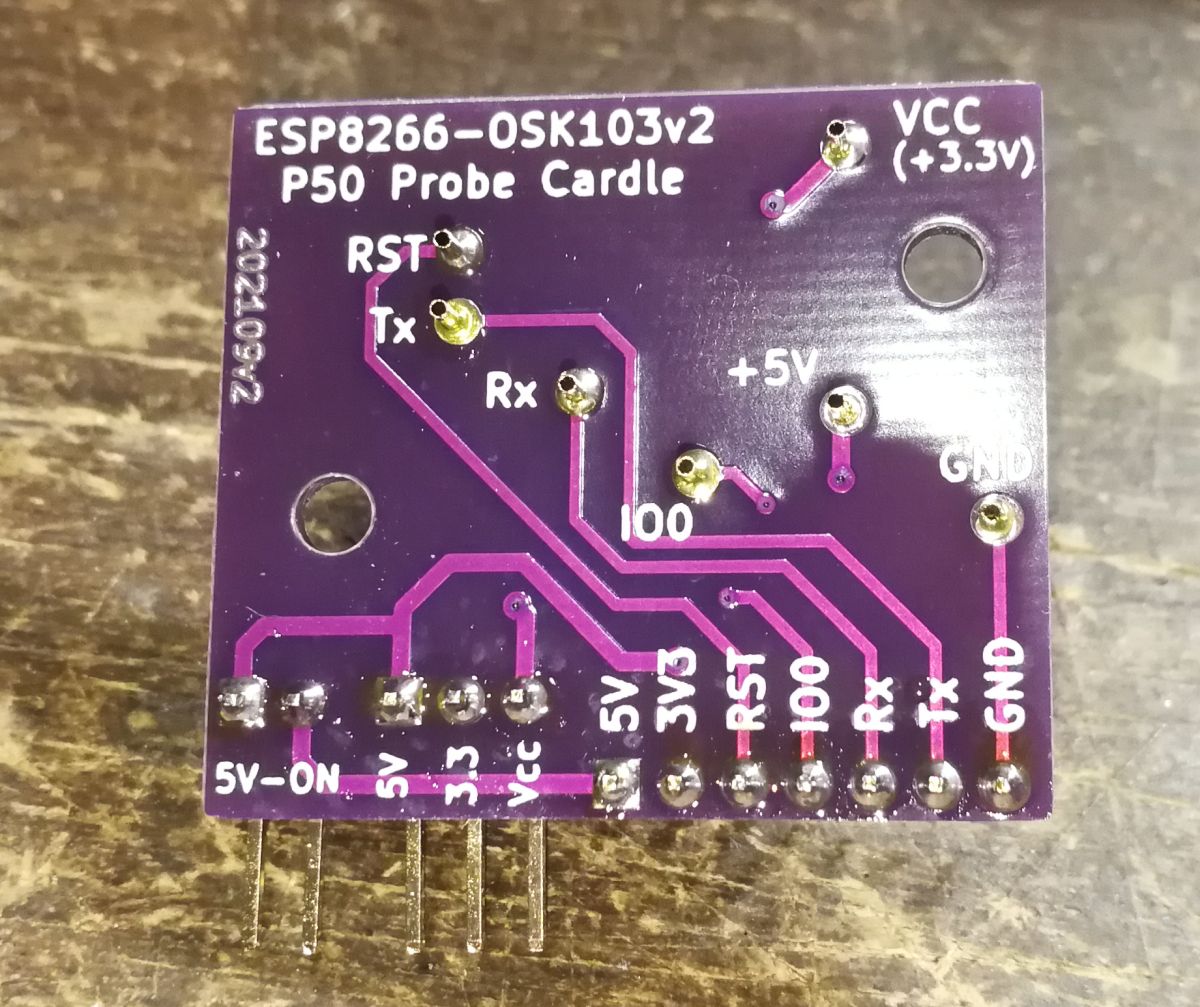 ESP8266-OSK103v2
P50 Probe Cardle
VCC
(+3.3V)
RST
Tx
Rx
+5V
GND
IO0
202109v2
5V-ON
5V
3.3
Vcc
5V
3V3
RST
IO0
Rx
Tx
GND